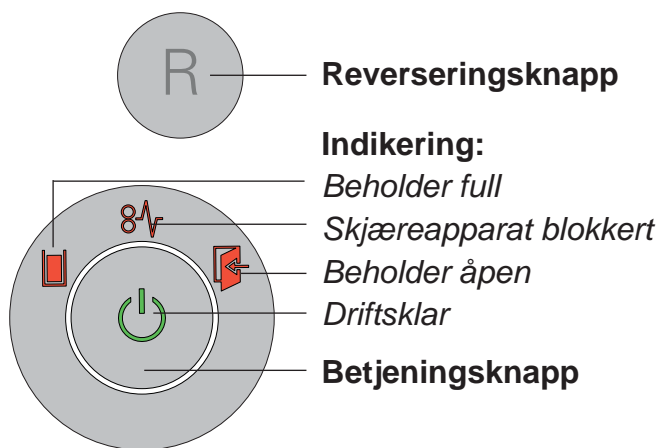 R
Reverseringsknapp
Indikering:
Beholder full
Skjæreapparat blokkert
Beholder åpen
Driftsklar
Betjeningsknapp